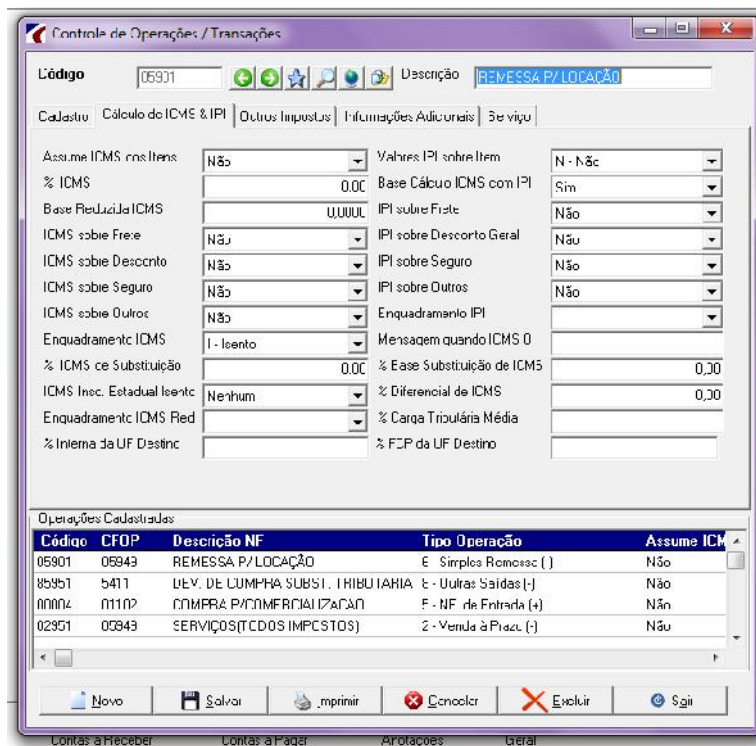 Controle de Operações / Transações
Código 05901 Descrição REMESSA P/ LOCAÇÃO
Cadastro Cálculo de ICMS & IPI Outros Impostos Informações Adicionais Serviço
Assume ICMS dos Itens Não Valores IPI sobre Item N - Não
% ICMS 0.00 Base Cálculo ICMS com IPI Sim
Base Reduzida ICMS 0,0000 IPI sobre Frete Não
ICMS sobre Frete Não IPI sobre Desconto Geral Não
ICMS sobre Desconto Não IPI sobre Seguro Não
ICMS sobre Seguro Não IPI sobre Outros Não
ICMS sobre Outros Não Enquadramento IPI
Enquadramento ICMS I - Isento Mensagem quando ICMS 0
% ICMS de Substituição 0.00 % Base Substituição de ICMS 0,00
ICMS Insc. Estadual Isento Nenhum % Diferencial de ICMS 0,00
Enquadramento ICMS Red % Carga Tributária Média
% Interna da UF Destino % FCP da UF Destino
Operações Cadastradas
Código CFOP Descrição NF Tipo Operação Assume ICM
05901 05949 REMESSA P/ LOCAÇÃO 6 - Simples Remessa (-) Não
85951 5411 DEV. DE COMPRA SUBST. TRIBUTARIA 8 - Outras Saídas (-) Não
00004 01102 COMPRA P/COMERCIALIZACAO 5 - NF. de Entrada (+) Não
02951 05949 SERVIÇOS(TODOS IMPOSTOS) 2 - Venda à Prazo (-) Não
Novo Salvar Imprimir Cancelar Excluir Sair
Contas a Receber Contas a Pagar Anotações Geral